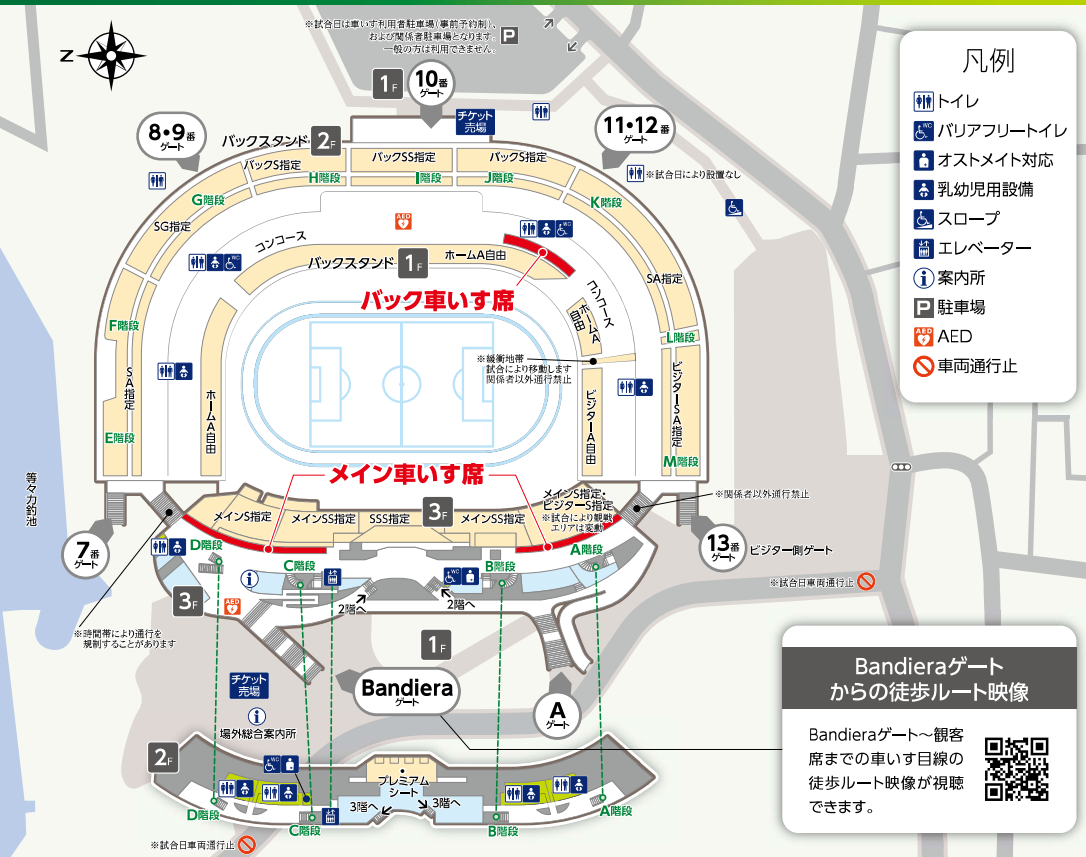 ※試合日は車いす利用者駐車場（事前予約制）、
および関係者駐車場となります。
一般の方は利用できません。
P
N
1F
10番
ゲート
チケット
売場
8・9番
ゲート
11・12番
ゲート
バックスタンド 2F
バックS指定
バックSS指定
バックS指定
※試合日により設置なし
H階段
I階段
J階段
G階段
K階段
SG指定
AED
コンコース
バックスタンド 1F
ホームA自由
SA指定
バック車いす席
コンコース
ホームA
自由
F階段
L階段
※緩衝地帯
試合により移動します
関係者以外通行禁止
SA指定
ホームA自由
ビジターA自由
ビジターSA指定
E階段
M階段
メイン車いす席
等々力釣池
メインS指定・
ビジターS指定
※試合により観戦
エリアは変動
※関係者以外通行禁止
メインS指定
メインSS指定
SSS指定
3F
メインSS指定
7番
ゲート
13番
ゲート
ビジター側ゲート
D階段
C階段
B階段
A階段
WC
2階へ
2階へ
3F
AED
※試合日車両通行止
※時間帯により通行を
規制することがあります
1F
チケット
売場
Bandiera
ゲート
A
ゲート
場外総合案内所
2F
WC
プレミアム
シート
3階へ
3階へ
D階段
C階段
B階段
A階段
※試合日車両通行止
凡例
トイレ
WC
バリアフリートイレ
オストメイト対応
乳幼児用設備
スロープ
エレベーター
案内所
P 駐車場
AED AED
車両通行止
Bandieraゲート
からの徒歩ルート映像
Bandieraゲート〜観客
席までの車いす目線の
徒歩ルート映像が視聴
できます。